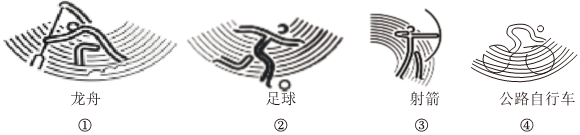 龙舟 足球 射箭 公路自行车
① ② ③ ④